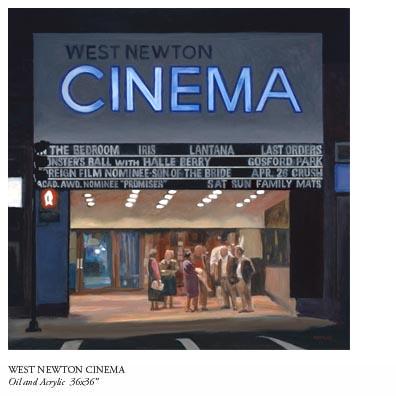 WEST NEWTON
CINEMA
IN THE BEDROOM IRIS LANTANA LAST ORDERS
MONSTER'S BALL WITH HALLE BERRY GOSFORD PARK
FOREIGN FILM NOMINEE-SON OF THE BRIDE APR. 26 CRUSH
ACAD. AWD. NOMINEE "PROMISES" SAT SUN FAMILY MATS
WEST NEWTON CINEMA
Oil and Acrylic 36x36"